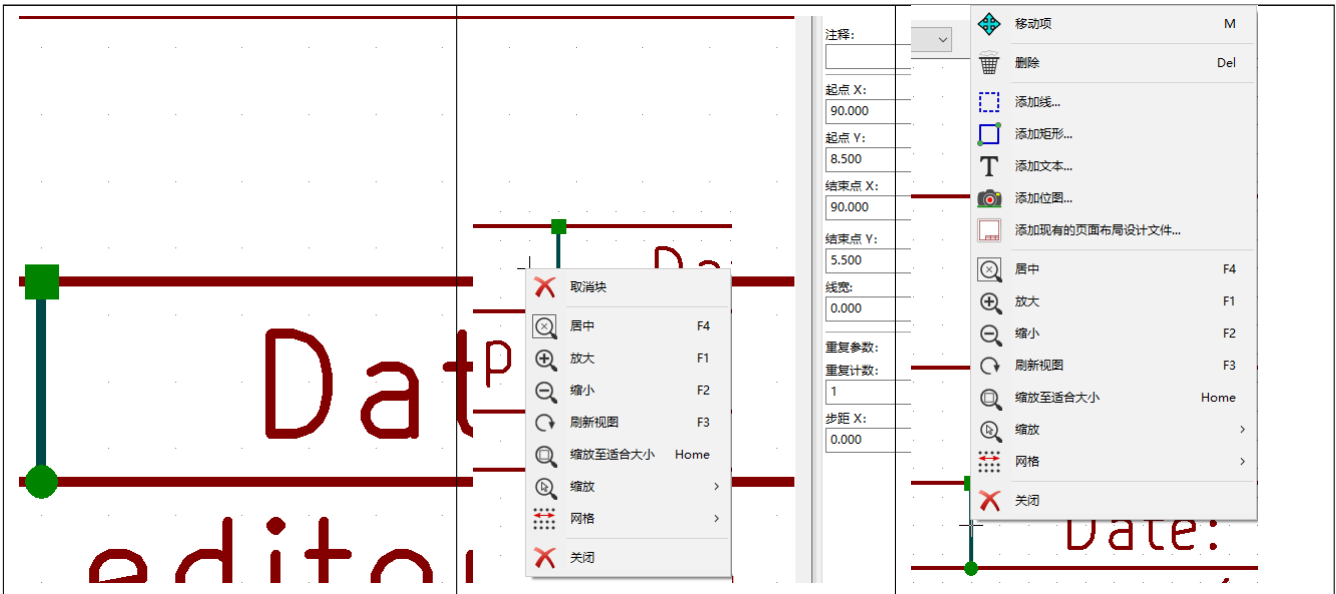 Dat
editor
Da
P
取消块
居中 F4
放大 F1
缩小 F2
刷新视图 F3
缩放至适合大小 Home
缩放
网格
关闭
注释:
起点 X:
90.000
起点 Y:
8.500
结束点 X:
90.000
结束点 Y:
5.500
线宽:
0.000
重复参数:
重复计数:
1
步距 X:
0.000
移动项 M
删除 Del
添加线...
添加矩形...
添加文本...
添加位图...
添加现有的页面布局设计文件...
居中 F4
放大 F1
缩小 F2
刷新视图 F3
缩放至适合大小 Home
缩放
网格
关闭
Date: